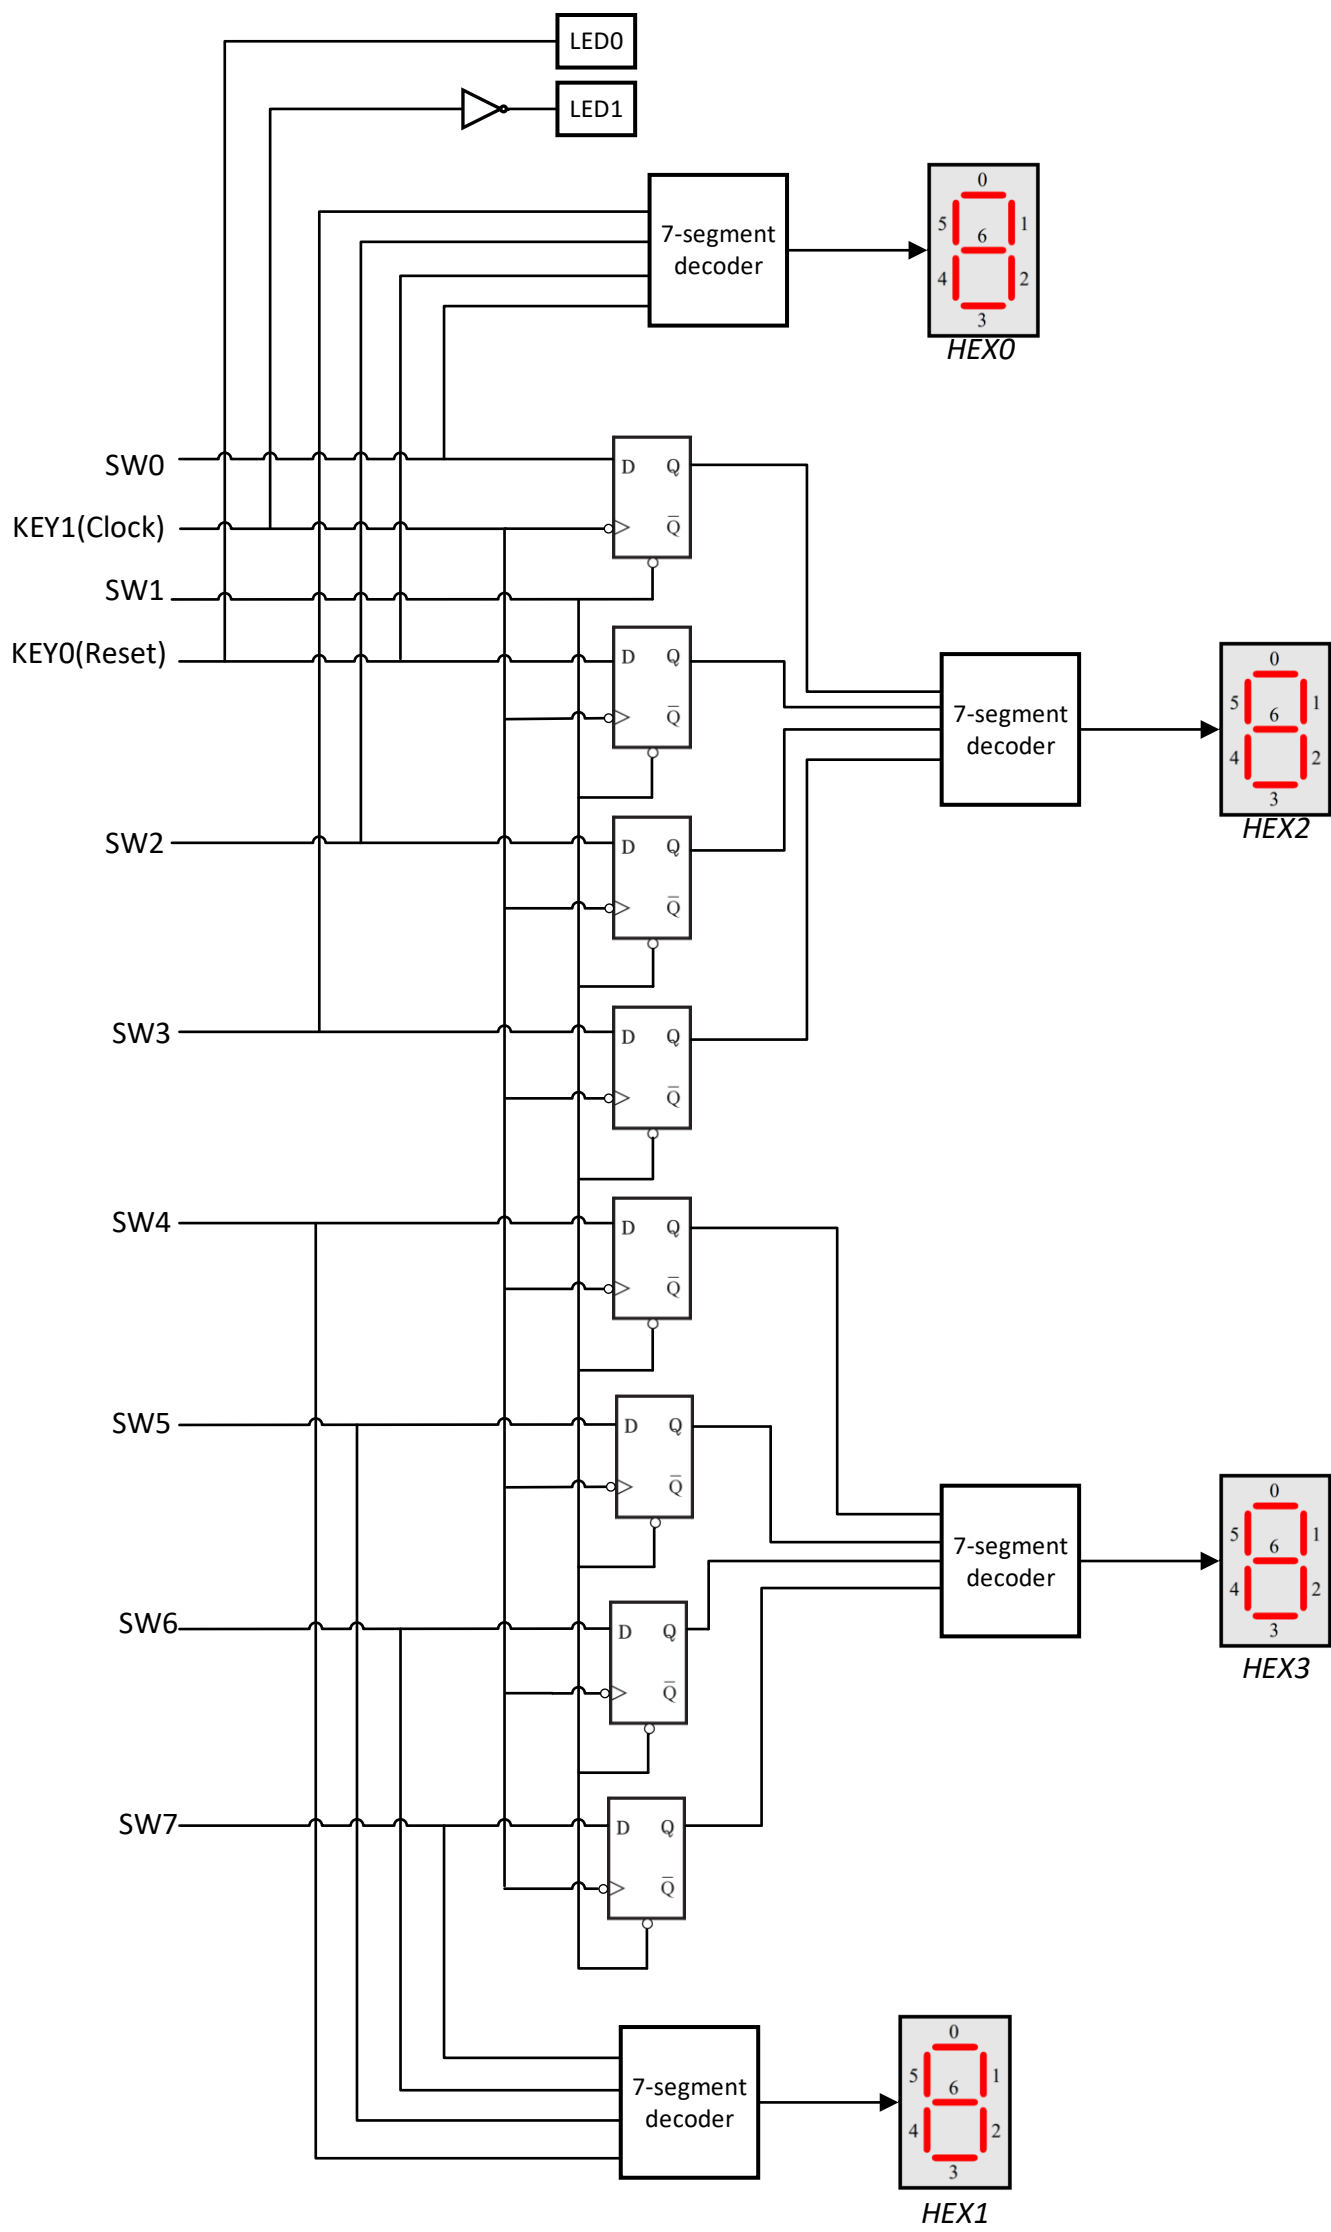 LED0
LED1
7-segment
decoder
0
5
1
6
4
2
3
HEX0
SW0
D Q
KEY1(Clock)
Q̅
SW1
KEY0(Reset)
D Q
Q̅
7-segment
decoder
0
5
1
6
4
2
3
HEX2
SW2
D Q
Q̅
SW3
D Q
Q̅
SW4
D Q
Q̅
SW5
D Q
Q̅
7-segment
decoder
0
5
1
6
4
2
3
HEX3
SW6
D Q
Q̅
SW7
D Q
Q̅
7-segment
decoder
0
5
1
6
4
2
3
HEX1